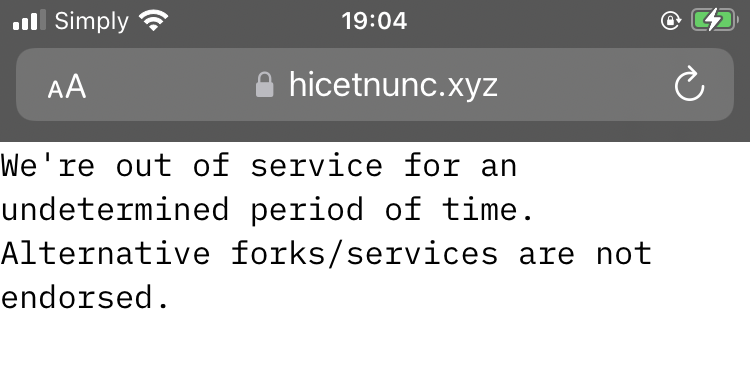 Simply 19:04
AA hicetnunc.xyz
We're out of service for an
undetermined period of time.
Alternative forks/services are not
endorsed.